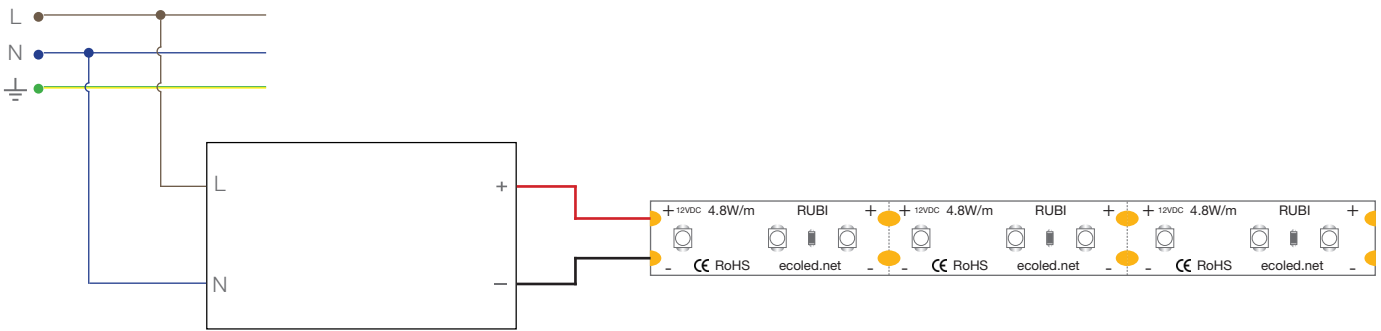 L
N
L + 
N −
+ 12VDC 4.8W/m RUBI + + 12VDC 4.8W/m RUBI + + 12VDC 4.8W/m RUBI +
- CE RoHS ecoled.net - - CE RoHS ecoled.net - - CE RoHS ecoled.net -